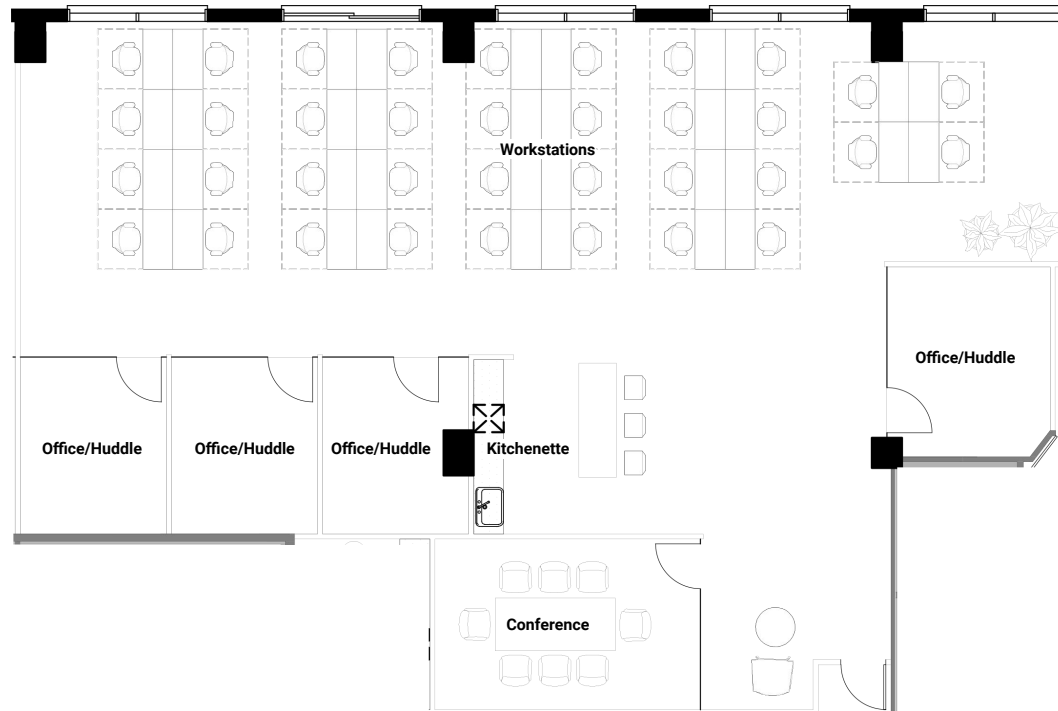 Workstations
Office/Huddle
Office/Huddle
Office/Huddle
Office/Huddle
Kitchenette
Conference